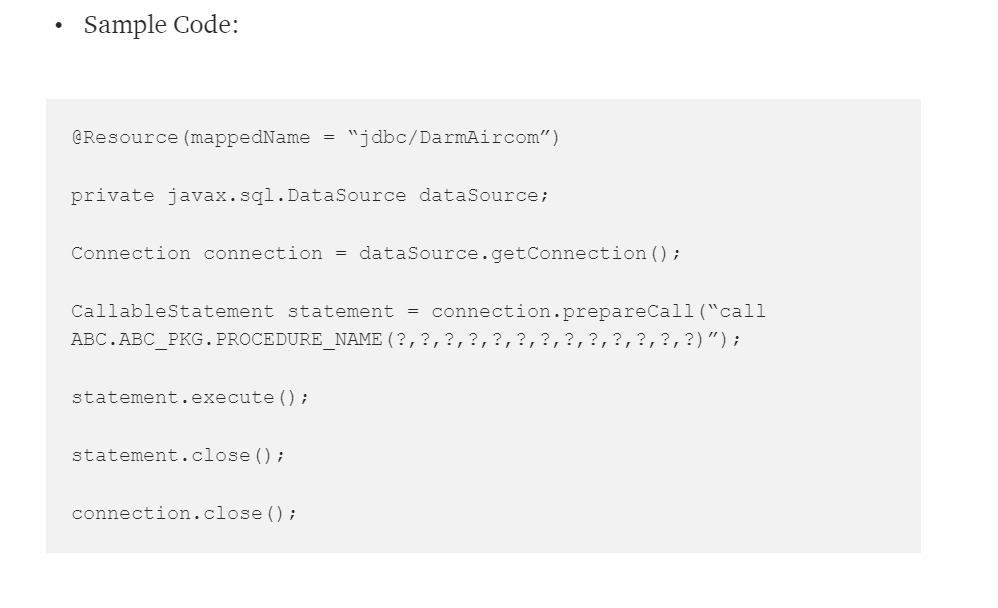 • Sample Code:
@Resource(mappedName = “jdbc/DarmAircom”)
private javax.sql.DataSource dataSource;
Connection connection = dataSource.getConnection();
CallableStatement statement = connection.prepareCall(“call
ABC.ABC_PKG.PROCEDURE_NAME(?,?,?,?,?,?,?,?,?,?,?,?,?)”);
statement.execute();
statement.close();
connection.close();